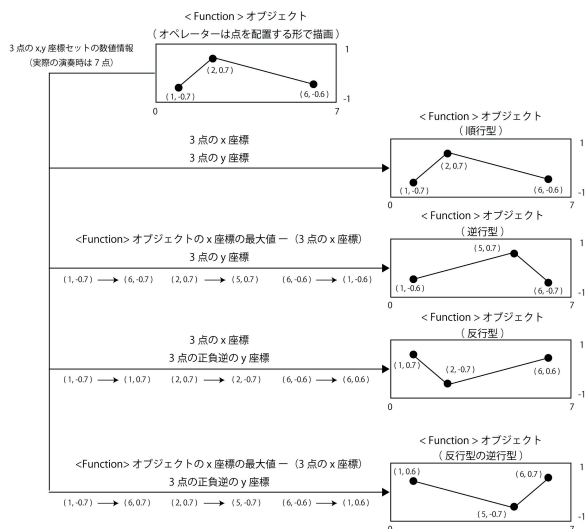 < Function > オブジェクト
( オペレーターは点を配置する形で描画 )
3 点の x,y 座標セットの数値情報
(実際の演奏時は 7 点)
1
( 2, 0.7 )
( 1, -0.7 )
( 6, -0.6 )
-1
0
7
< Function > オブジェクト
( 順行型 )
3 点の x 座標
3 点の y 座標
1
( 2, 0.7 )
( 1, -0.7 )
( 6, -0.6 )
-1
0
7
< Function > オブジェクト
( 逆行型 )
<Function> オブジェクトの x 座標の最大値 ー (3 点の x 座標)
3 点の y 座標
( 1, -0.7 ) → ( 6, -0.7 ) ( 2, 0.7 ) → ( 5, 0.7 ) ( 6, -0.6 ) → ( 1, -0.6 )
1
( 5, 0.7 )
( 1, -0.6 )
( 6, -0.7 )
-1
0
7
< Function > オブジェクト
( 反行型 )
3 点の x 座標
3 点の正負逆の y 座標
( 1, -0.7 ) → ( 1, 0.7 ) ( 2, 0.7 ) → ( 2, -0.7 ) ( 6, -0.6 ) → ( 6, 0.6 )
1
( 1, 0.7 )
( 2, -0.7 )
( 6, 0.6 )
-1
0
7
< Function > オブジェクト
( 反行型の逆行型 )
<Function> オブジェクトの x 座標の最大値 ー (3 点の x 座標)
3 点の正負逆の y 座標
( 1, -0.7 ) → ( 6, 0.7 ) ( 2, 0.7 ) → ( 5, -0.7 ) ( 6, -0.6 ) → ( 1, 0.6 )
1
( 1, 0.6 )
( 6, 0.7 )
( 5, -0.7 )
-1
0
7